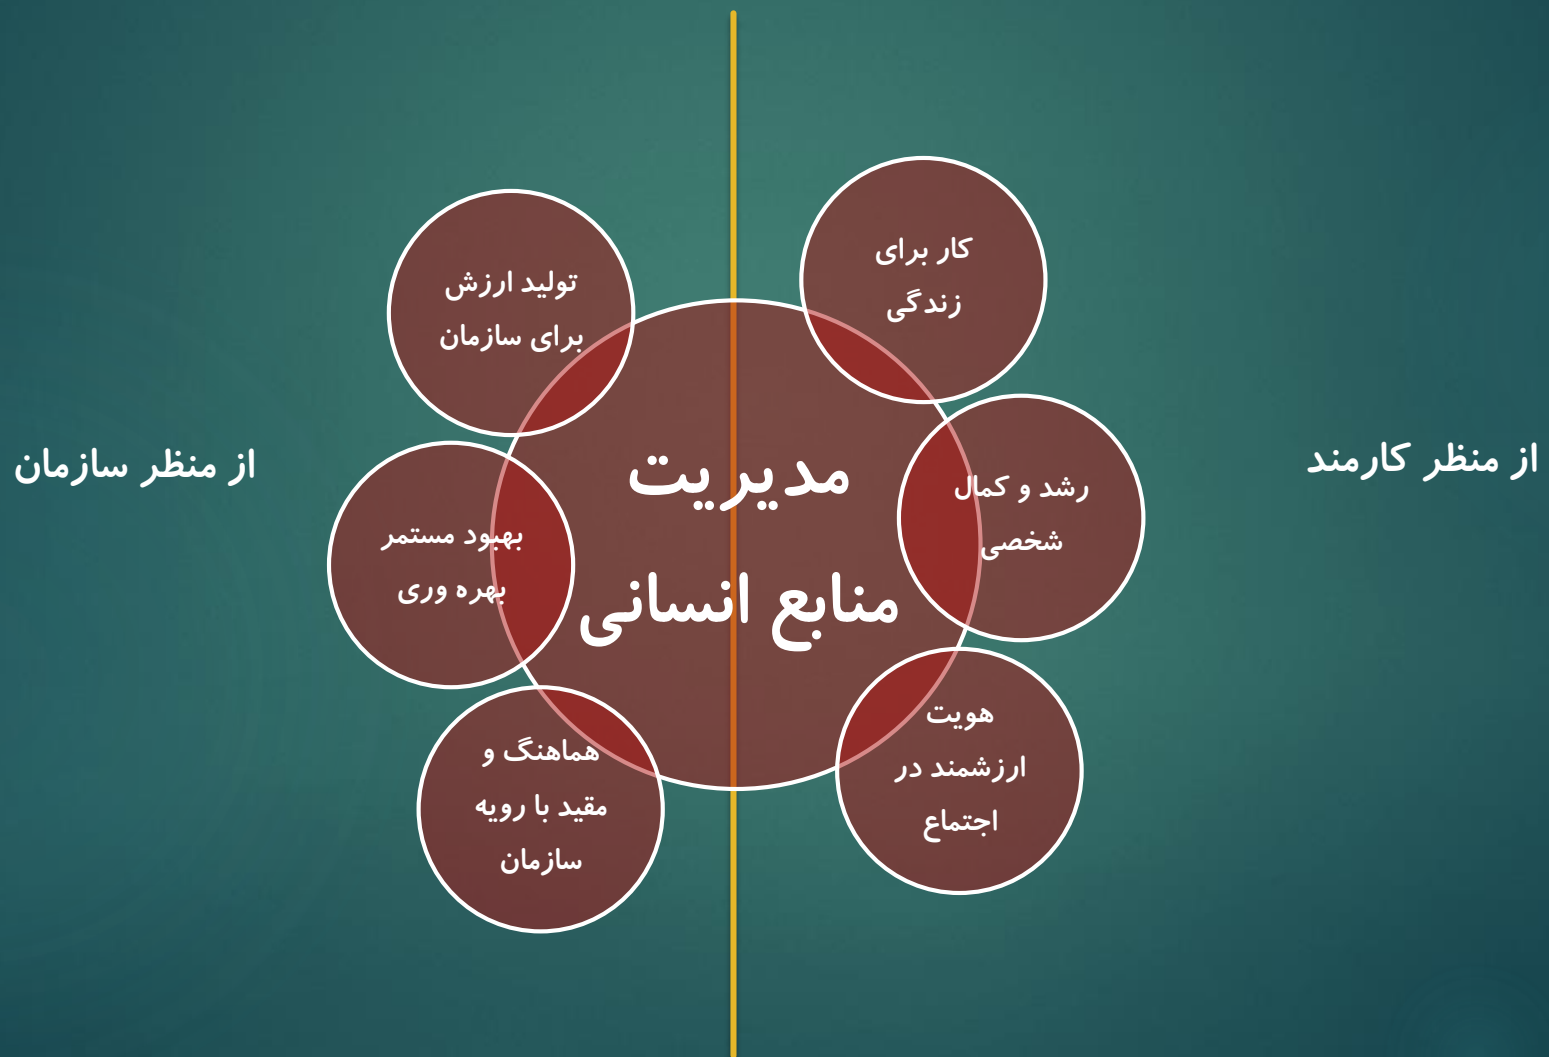 کار برای
زندگی
تولید ارزش
برای سازمان
از منظر کارمند
از منظر سازمان
مدیریت
منابع انسانی
رشد و کمال
شخصی
بهبود مستمر
بهره وری
هویت
ارزشمند در
اجتماع
هماهنگ و
مقید با رویه
سازمان